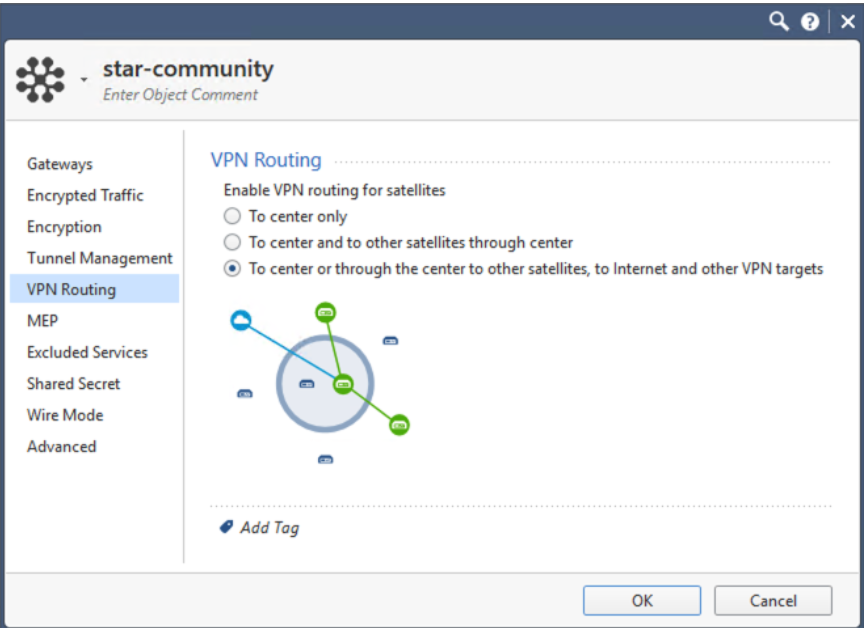 star-community
Enter Object Comment
Gateways
Encrypted Traffic
Encryption
Tunnel Management
VPN Routing
MEP
Excluded Services
Shared Secret
Wire Mode
Advanced
VPN Routing
Enable VPN routing for satellites
To center only
To center and to other satellites through center
To center or through the center to other satellites, to Internet and other VPN targets
Add Tag
OK
Cancel